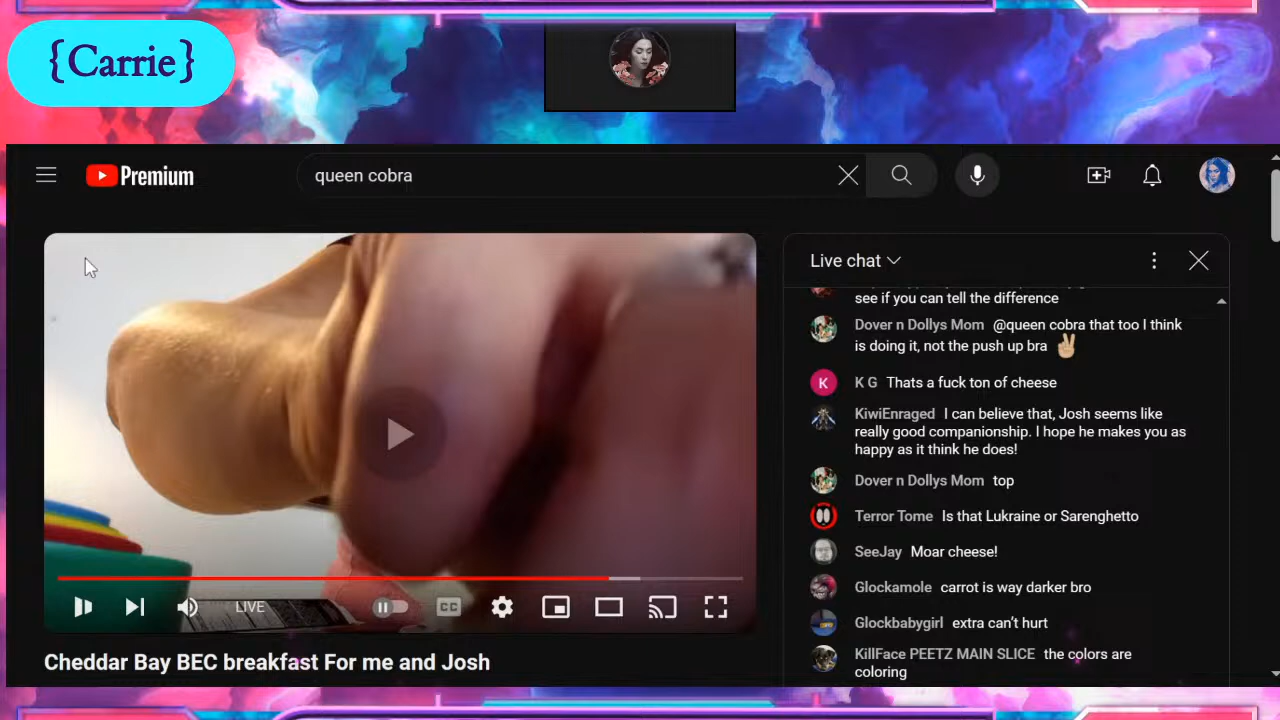 {Carrie}
Premium
queen cobra
Live chat
see if you can tell the difference
Dover n Dollys Mom @queen cobra that too I think
is doing it, not the push up bra ✌🏼
K
K G Thats a fuck ton of cheese
KiwiEnraged I can believe that, Josh seems like
really good companionship. I hope he makes you as
happy as it think he does!
Dover n Dollys Mom top
Terror Tome Is that Lukraine or Sarenghetto
SeeJay Moar cheese!
Glockamole carrot is way darker bro
Glockbabygirl extra can't hurt
KillFace PEETZ MAIN SLICE the colors are
coloring
LIVE
CC
Cheddar Bay BEC breakfast For me and Josh